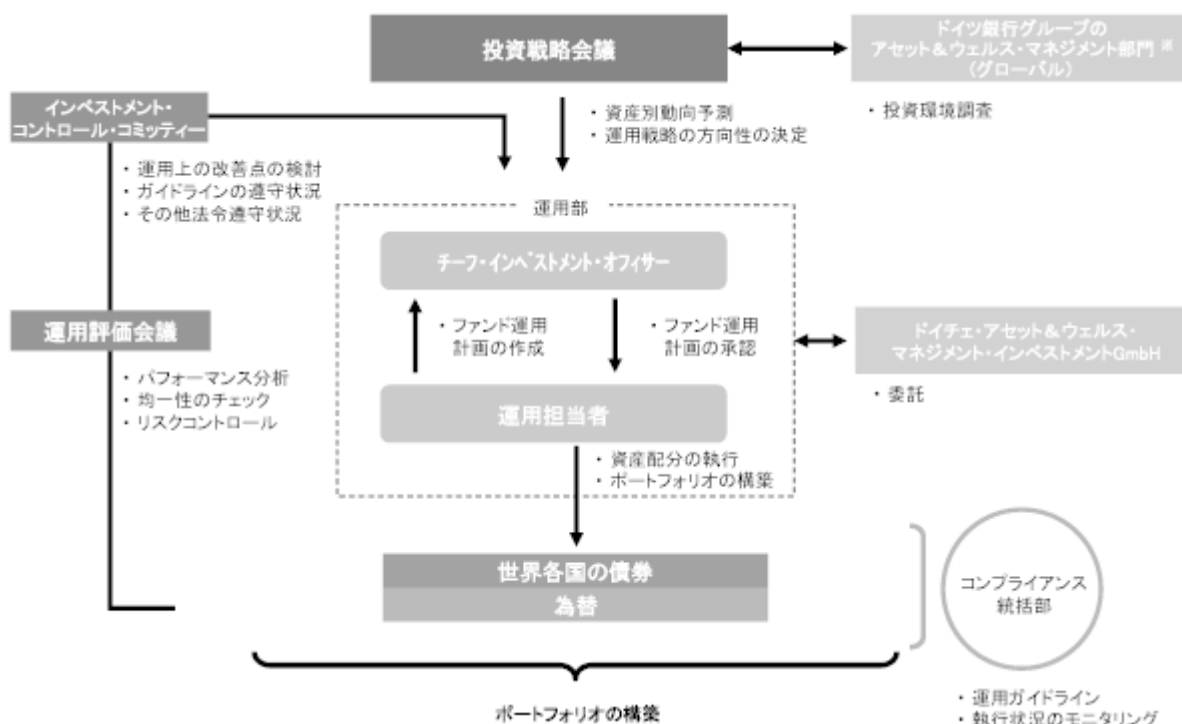 投資戦略会議
ドイツ銀行グループの
アセット&ウェルス・マネジメント部門 ※
(グローバル)
・投資環境調査
・資産別動向予測
・運用戦略の方向性の決定
インベストメント・
コントロール・コミッティー
・運用上の改善点の検討
・ガイドラインの遵守状況
・その他法令遵守状況
運用部
チーフ・インベストメント・オフィサー
・ファンド運用
計画の作成
・ファンド運用
計画の承認
運用担当者
運用評価会議
・パフォーマンス分析
・均一性のチェック
・リスクコントロール
ドイチェ・アセット&ウェルス・
マネジメント・インベストメントGmbH
・委託
・資産配分の執行
・ポートフォリオの構築
世界各国の債券
為替
コンプライアンス
統括部
・運用ガイドライン
・執行状況のモニタリング
ポートフォリオの構築